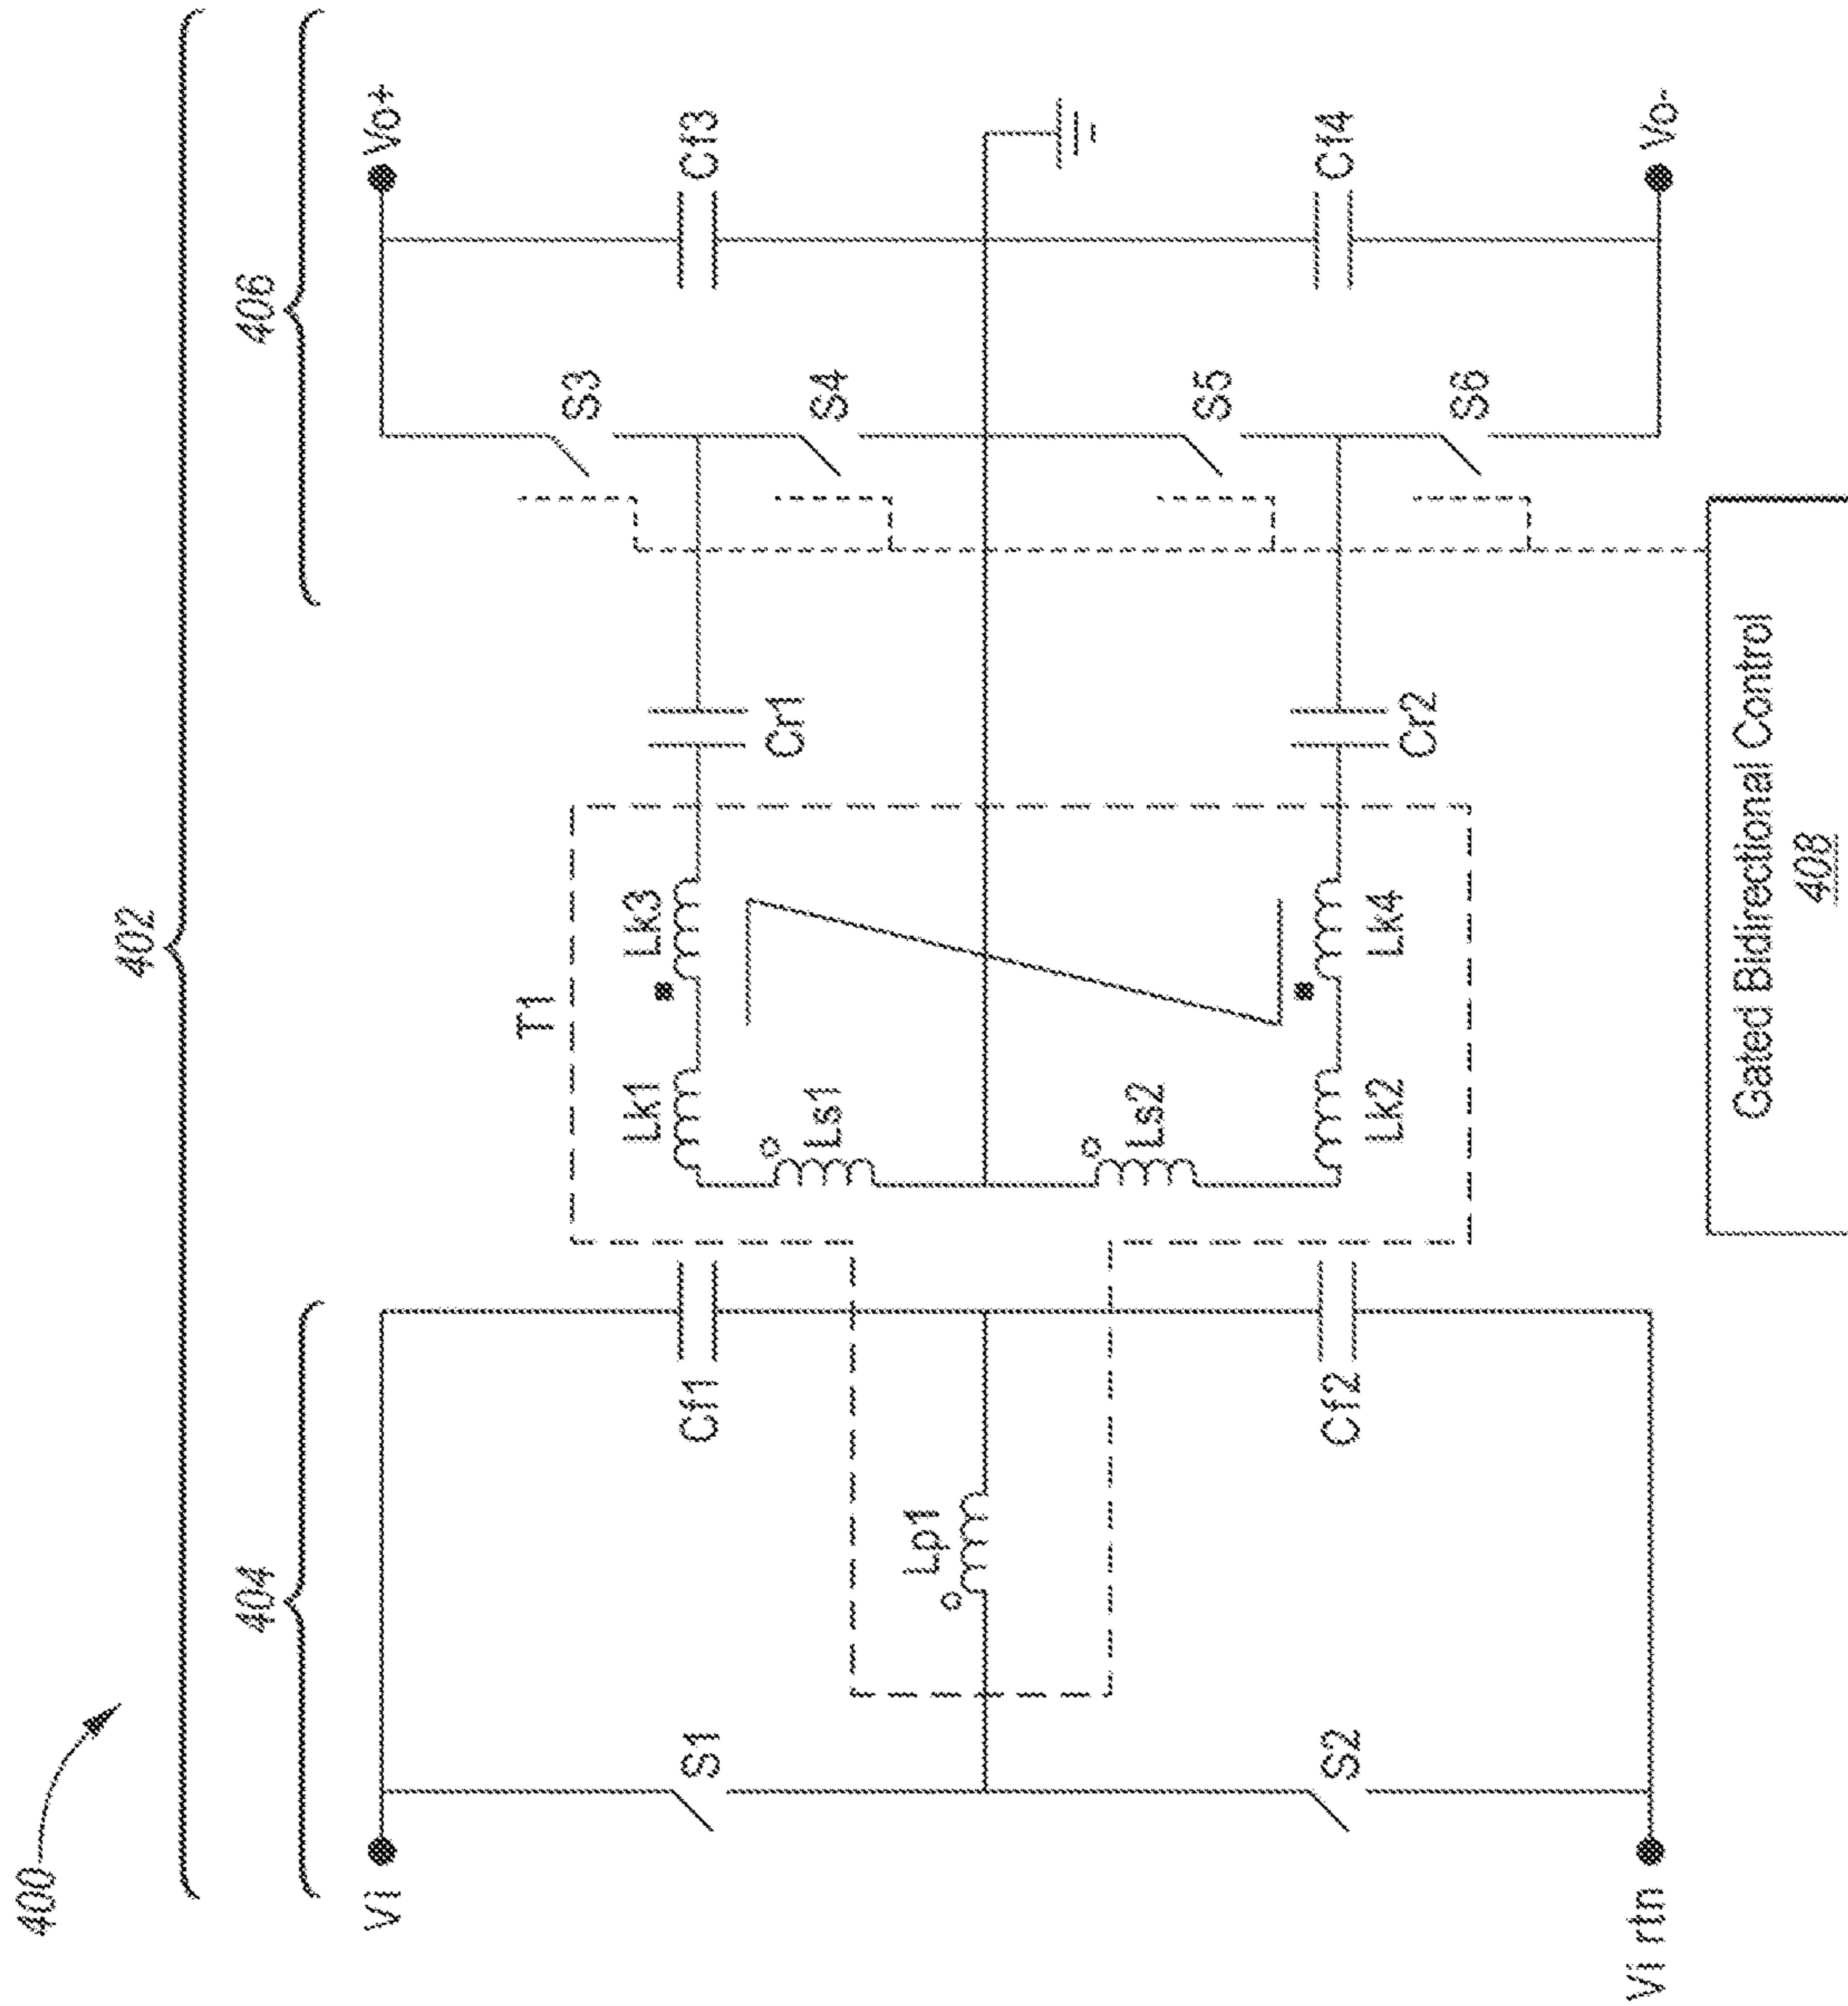 400
402
404
406
Vi
Vo+
S1
Cf1
T1
Lk1
Lk3
Cr1
S3
Cf3
Ls1
S4
Lp1
Ls2
S5
S2
Cf2
Lk2
Lk4
Cr2
S6
Cf4
Vi rtn
Vo-
Gated Bidirectional Control
408